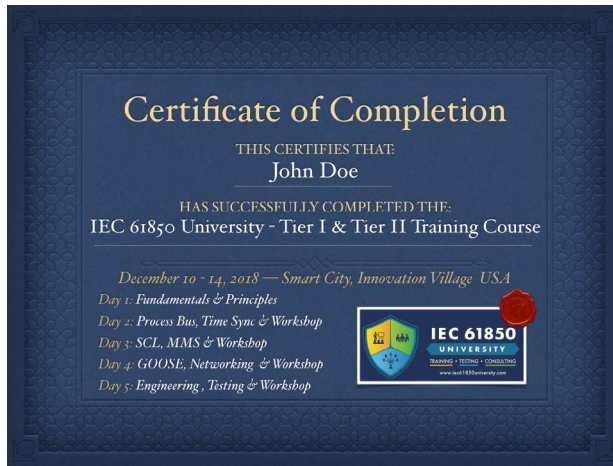 Certificate of Completion
THIS CERTIFIES THAT:
John Doe
HAS SUCCESSFULLY COMPLETED THE:
IEC 61850 University - Tier I & Tier II Training Course
December 10 - 14, 2018 — Smart City, Innovation Village USA
Day 1: Fundamentals & Principles
Day 2: Process Bus, Time Sync & Workshop
Day 3: SCL, MMS & Workshop
Day 4: GOOSE, Networking & Workshop
Day 5: Engineering , Testing & Workshop
IEC 61850
UNIVERSITY
TRAINING • TESTING • CONSULTING
www.iec61850university.com